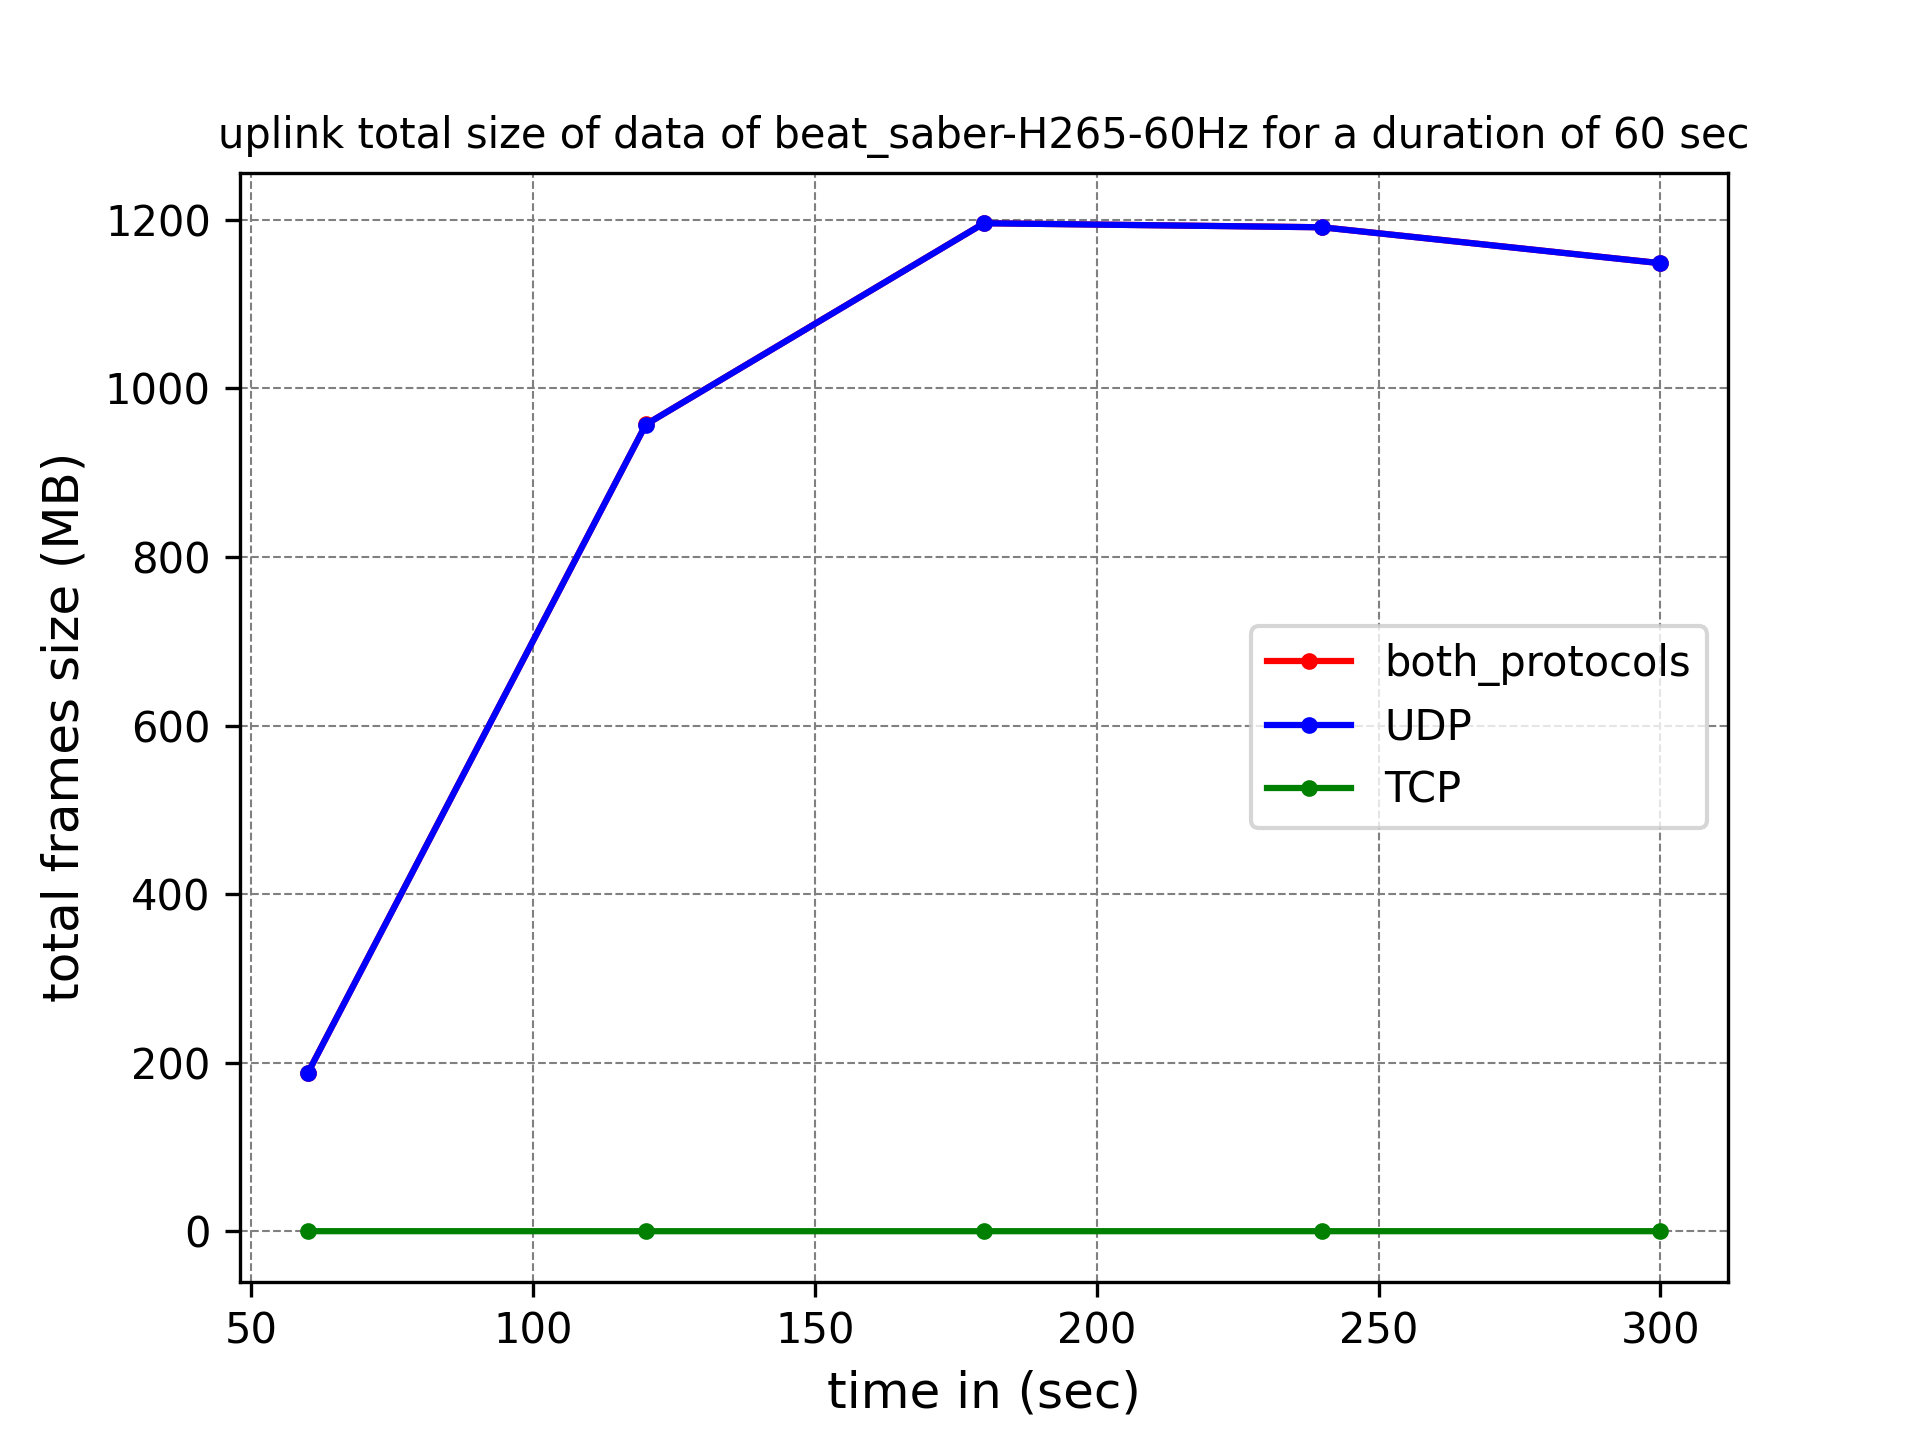 uplink total size of data of beat_saber-H265-60Hz for a duration of 60 sec
1200
1000
800
600
400
200
0
total frames size (MB)
both_protocols
UDP
TCP
50 100 150 200 250 300
time in (sec)